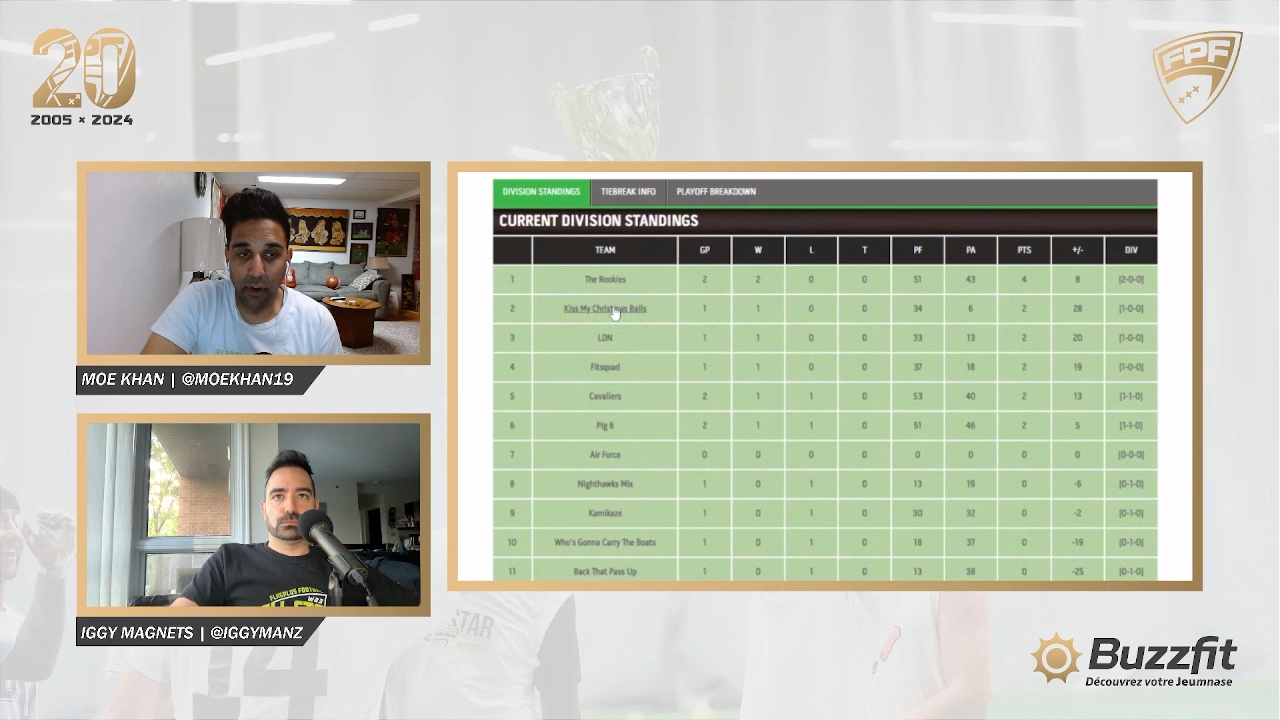 20
2005 × 2024
FPF
MOE KHAN | @MOEKHAN19
FLAGPLUS FOOTBALL
W23
IGGY MAGNETS | @IGGYMANZ
DIVISION STANDINGS TIEBREAK INFO PLAYOFF BREAKDOWN
CURRENT DIVISION STANDINGS
TEAM GP W L T PF PA PTS +/- DIV
1 The Rookies 2 2 0 0 51 43 4 8 [2-0-0]
2 Kiss My Christmas Balls 1 1 0 0 34 6 2 28 [1-0-0]
3 LDN 1 1 0 0 33 13 2 20 [1-0-0]
4 Fitsquad 1 1 0 0 37 18 2 19 [1-0-0]
5 Cavaliers 2 1 1 0 53 40 2 13 [1-1-0]
6 Pig 6 2 1 1 0 51 46 2 5 [1-1-0]
7 Air Force 0 0 0 0 0 0 0 0 [0-0-0]
8 Nighthawks Mix 1 0 1 0 13 19 0 -6 [0-1-0]
9 Kamikaze 1 0 1 0 30 32 0 -2 [0-1-0]
10 Who's Gonna Carry The Boats 1 0 1 0 18 37 0 -19 [0-1-0]
11 Back That Pass Up 1 0 1 0 13 38 0 -25 [0-1-0]
STAR
14
Buzzfit
Découvrez votre Jeumnase